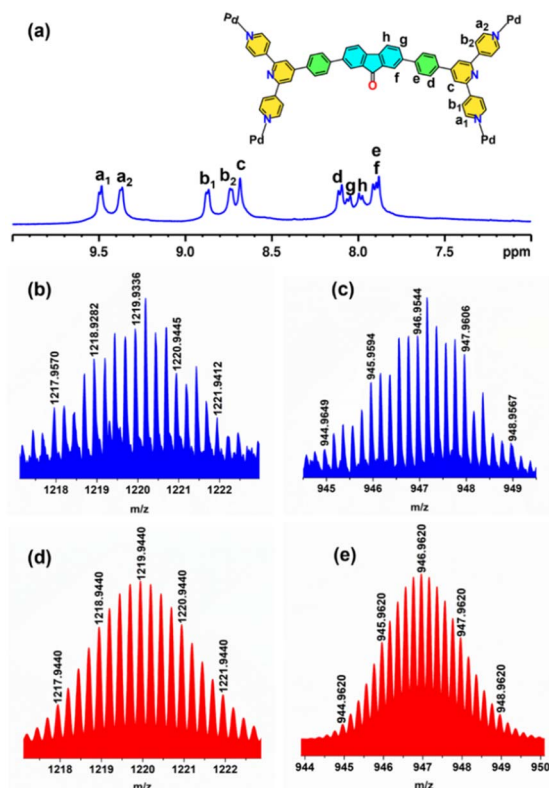 (a)
Pd
N
a₂
Pd
N
b₂
h
g
N
N
f
O
e
d
c
b₁
N
Pd
N
a₁
Pd
a₁
a₂
b₁
b₂
c
d
g
h
e
f
9.5
9.0
8.5
8.0
7.5
ppm
(b)
1217.9570
1218.9282
1219.9336
1220.9445
1221.9412
1218
1219
1220
1221
1222
m/z
(c)
944.9649
945.9594
946.9544
947.9606
948.9567
945
946
947
948
949
m/z
(d)
1217.9440
1218.9440
1219.9440
1220.9440
1221.9440
1218
1219
1220
1221
1222
m/z
(e)
944.9620
945.9620
946.9620
947.9620
948.9620
944
945
946
947
948
949
950
m/z